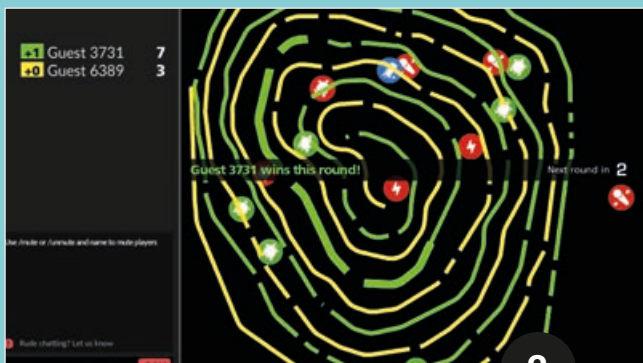 +1 Guest 3731 7
+0 Guest 6389 3
Guest 3731 wins this round!
Next round in 2
Use /mute or /unmute and name to mute players
Rude chatting? Let us know